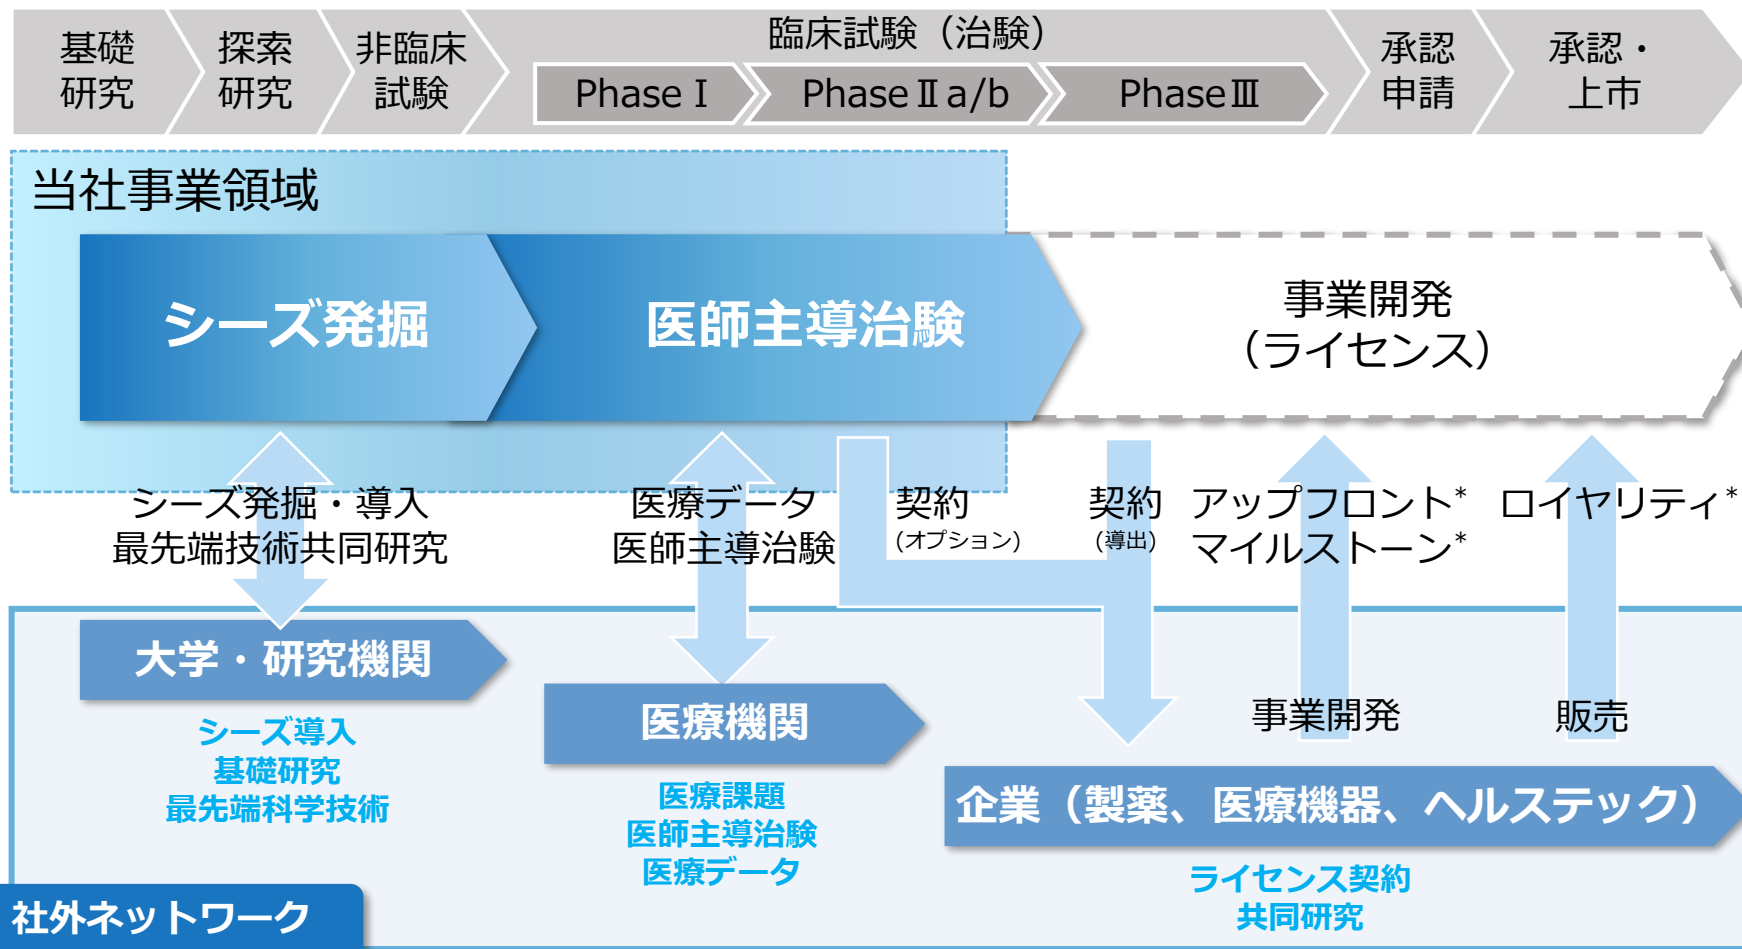 基礎
研究
探索
研究
非臨床
試験
臨床試験（治験）
Phase Ⅰ
Phase Ⅱ a/b
Phase Ⅲ
承認
申請
承認・
上市
当社事業領域
シーズ発掘
医師主導治験
事業開発
（ライセンス）
シーズ発掘・導入
最先端技術共同研究
医療データ
医師主導治験
契約
（オプション）
契約
（導出）
アップフロント*
マイルストーン*
ロイヤリティ*
大学・研究機関
シーズ導入
基礎研究
最先端科学技術
医療機関
医療課題
医師主導治験
医療データ
事業開発
販売
企業（製薬、医療機器、ヘルステック）
ライセンス契約
共同研究
社外ネットワーク